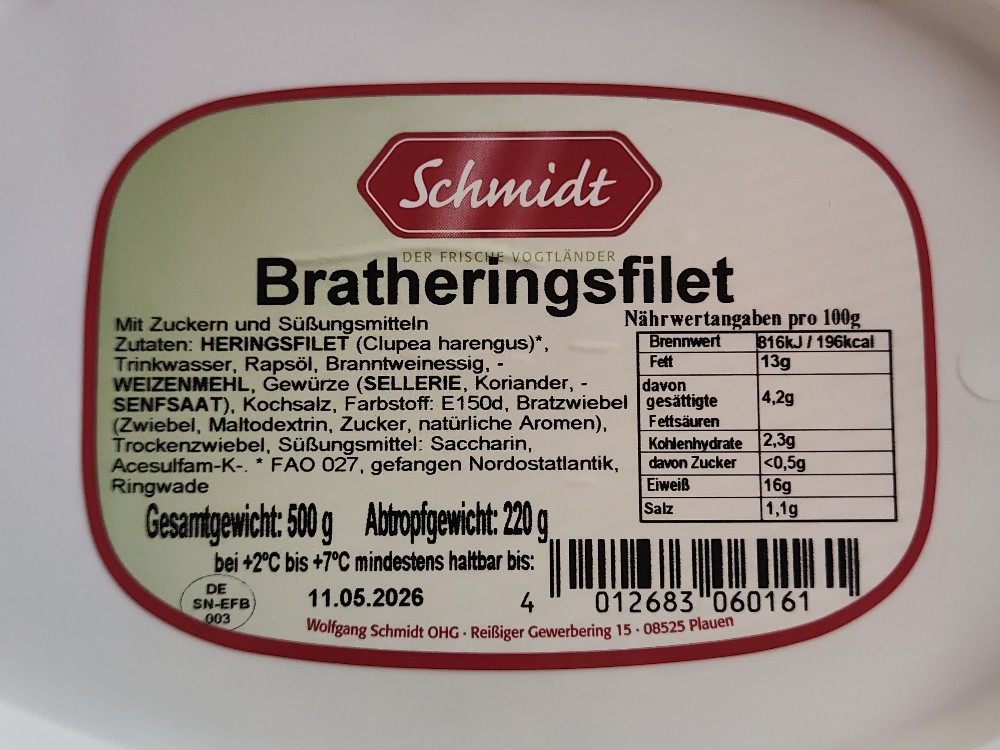 Schmidt
DER FRISCHE VOGTLÄNDER
Bratheringsfilet
Mit Zuckern und Süßungsmitteln
Zutaten: HERINGSFILET (Clupea harengus)*,
Trinkwasser, Rapsöl, Branntweinessig, -
WEIZENMEHL, Gewürze (SELLERIE, Koriander, -
SENFSAAT), Kochsalz, Farbstoff: E150d, Bratzwiebel
(Zwiebel, Maltodextrin, Zucker, natürliche Aromen),
Trockenzwiebel, Süßungsmittel: Saccharin,
Acesulfam-K-. * FAO 027, gefangen Nordostatlantik,
Ringwade
Nährwertangaben pro 100g
Brennwert 816kJ / 196kcal
Fett 13g
davon
gesättigte 4,2g
Fettsäuren
Kohlenhydrate 2,3g
davon Zucker <0,5g
Eiweiß 16g
Salz 1,1g
Gesamtgewicht: 500 g Abtropfgewicht: 220 g
bei +2°C bis +7°C mindestens haltbar bis:
11.05.2026
DE
SN-EFB
003
4 012683 060161
Wolfgang Schmidt OHG · Reißiger Gewerbering 15 · 08525 Plauen